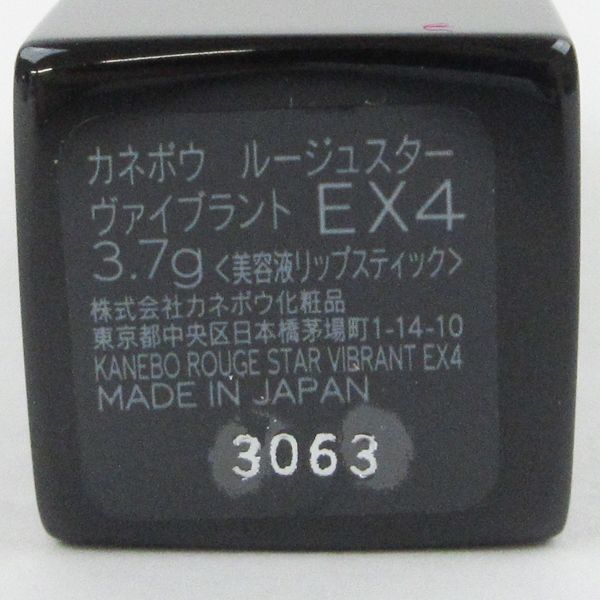 カネボウ ルージュスター
ヴァイブラント EX4
3.7g <美容液リップスティック>
株式会社カネボウ化粧品
東京都中央区日本橋茅場町1-14-10
KANEBO ROUGE STAR VIBRANT EX4
MADE IN JAPAN
3063